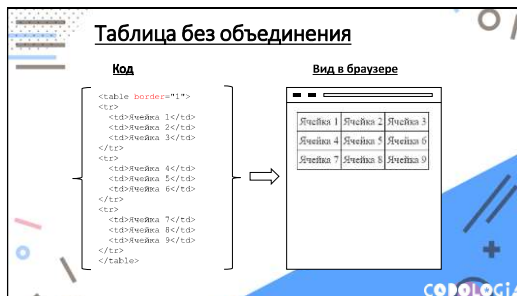 Таблица без объединения
Код
<table border="1">
<tr>
<td>Ячейка 1</td>
<td>Ячейка 2</td>
<td>Ячейка 3</td>
</tr>
<tr>
<td>Ячейка 4</td>
<td>Ячейка 5</td>
<td>Ячейка 6</td>
</tr>
<tr>
<td>Ячейка 7</td>
<td>Ячейка 8</td>
<td>Ячейка 9</td>
</tr>
</table>
Вид в браузере
Ячейка 1 Ячейка 2 Ячейка 3
Ячейка 4 Ячейка 5 Ячейка 6
Ячейка 7 Ячейка 8 Ячейка 9
CODOLOGiA